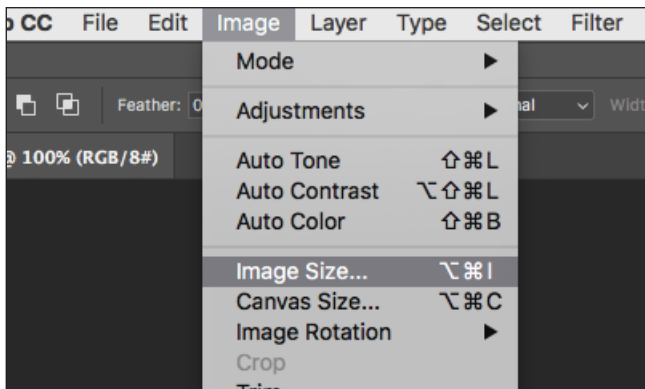 CC File Edit Image Layer Type Select Filter
Mode ▶
Feather: 0 Adjustments ▶
@ 100% (RGB/8#) Auto Tone ⇧⌘L
Auto Contrast ⌥⇧⌘L
Auto Color ⇧⌘B
Image Size... ⌥⌘I
Canvas Size... ⌥⌘C
Image Rotation ▶
Crop